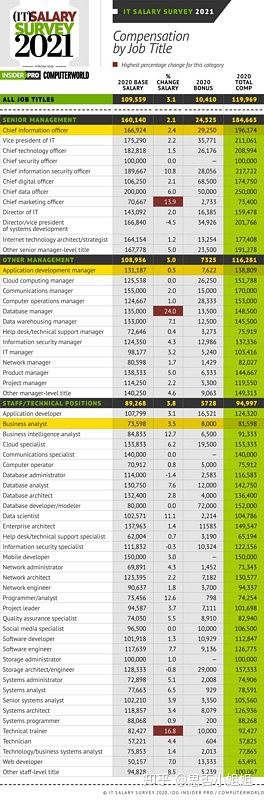 (IT)SALARY
SURVEY
2021
FROM IDG
INSIDER PRO COMPUTERWORLD
IT SALARY SURVEY 2021
Compensation
by Job Title
Highest percentage change for this category
2020 BASE SALARY % CHANGE SALARY 2020 BONUS 2020 TOTAL COMP
ALL JOB TITLES 109,559 3.1 10,410 119,969
SENIOR MANAGEMENT 160,140 2.1 24,525 184,665
Chief information officer 166,924 2.4 29,250 196,174
Vice president of IT 175,290 2.2 35,771 211,061
Chief technology officer 182,818 1.5 26,176 208,994
Chief security officer 100,000 0.0 — 100,000
Chief information security officer 189,667 10.8 28,056 217,722
Chief digital officer 106,250 2.1 68,500 174,750
Chief data officer 200,000 6.0 50,000 250,000
Chief marketing officer 70,667 13.9 2,733 73,400
Director of IT 143,092 2.0 16,385 159,478
Director/vice president
of systems development 166,840 -4.5 34,926 201,766
Internet technology architect/strategist 164,154 1.2 13,254 177,408
Other senior-management title 167,778 5.0 23,500 191,278
OTHER MANAGEMENT 108,956 3.0 7325 116,281
Application development manager 131,187 0.5 7,622 138,809
Cloud computing manager 125,538 0.0 26,250 151,788
Communications manager 155,000 2.0 15,000 170,000
Computer operations manager 124,667 1.0 28,333 153,000
Database manager 135,000 24.0 13,500 148,500
Data warehousing manager 133,000 7.1 12,500 145,500
Help desk/technical support manager 72,646 0.4 3,273 75,919
Information security manager 124,350 4.3 12,986 137,336
IT manager 98,177 3.2 5,240 103,416
Network manager 80,598 1.7 1,429 82,027
Product manager 138,333 5.0 6,333 144,667
Project manager 114,250 2.2 5,300 119,550
Other manager-level title 140,250 4.6 9,063 149,313
STAFF/TECHNICAL POSITIONS 89,268 3.8 5728 94,997
Application developer 107,799 3.1 16,521 124,320
Business analyst 73,598 3.5 8,000 81,598
Business intelligence analyst 84,833 12.7 6,500 91,333
Cloud specialist 133,833 6.2 19,500 153,333
Communications specialist 140,000 0.0 — 140,000
Computer operator 70,912 0.8 5,000 75,912
Database administrator 114,000 -1.4 2,583 116,583
Database analyst 130,750 7.6 12,000 142,750
Database architect 132,400 2.8 4,000 136,400
Database developer/modeler 80,000 0.0 72,000 152,000
Data scientist 102,571 11.1 2,214 104,786
Enterprise architect 137,963 1.4 11583 149,547
Help desk/technical support specialist 62,004 0.7 3,190 65,194
Information security specialist 111,832 -0.3 10,324 122,156
Mobile developer 150,000 3.0 — 150,000
Network administrator 69,891 4.3 1,452 71,343
Network architect 123,395 2.2 7,182 130,577
Network engineer 90,637 1.8 3,700 94,337
Programmer/analyst 73,456 12.6 798 74,254
Project leader 94,587 3.7 7,111 101,698
Quality assurance specialist 74,030 5.5 8,910 82,940
Social media specialist 96,500 0.0 10,000 106,500
Software developer 101,918 1.3 10,929 112,847
Software engineer 117,639 7.7 9,136 126,775
Storage administrator 100,000 1.0 — 100,000
Storage architect/engineer 128,333 -0.8 29,000 157,333
Systems administrator 72,898 5.1 2,008 74,906
Systems analyst 77,663 6.5 929 78,591
Senior systems analyst 102,210 3.9 3,350 105,560
Systems architect 118,857 3.4 8,079 126,936
Systems programmer 88,068 0.9 200 88,268
Technical trainer 82,427 16.8 10,000 92,427
Technician 57,221 4.4 604 57,825
Technology/business systems analyst 75,853 1.4 2,013 77,865
Web developer 50,157 7.0 13,333 63,491
Other staff-level title 94,828 8.5 5,239 100,067
知乎 @思否小姐姐
© IT SALARY SURVEY 2020, IDG INSIDER PRO / COMPUTERWORLD